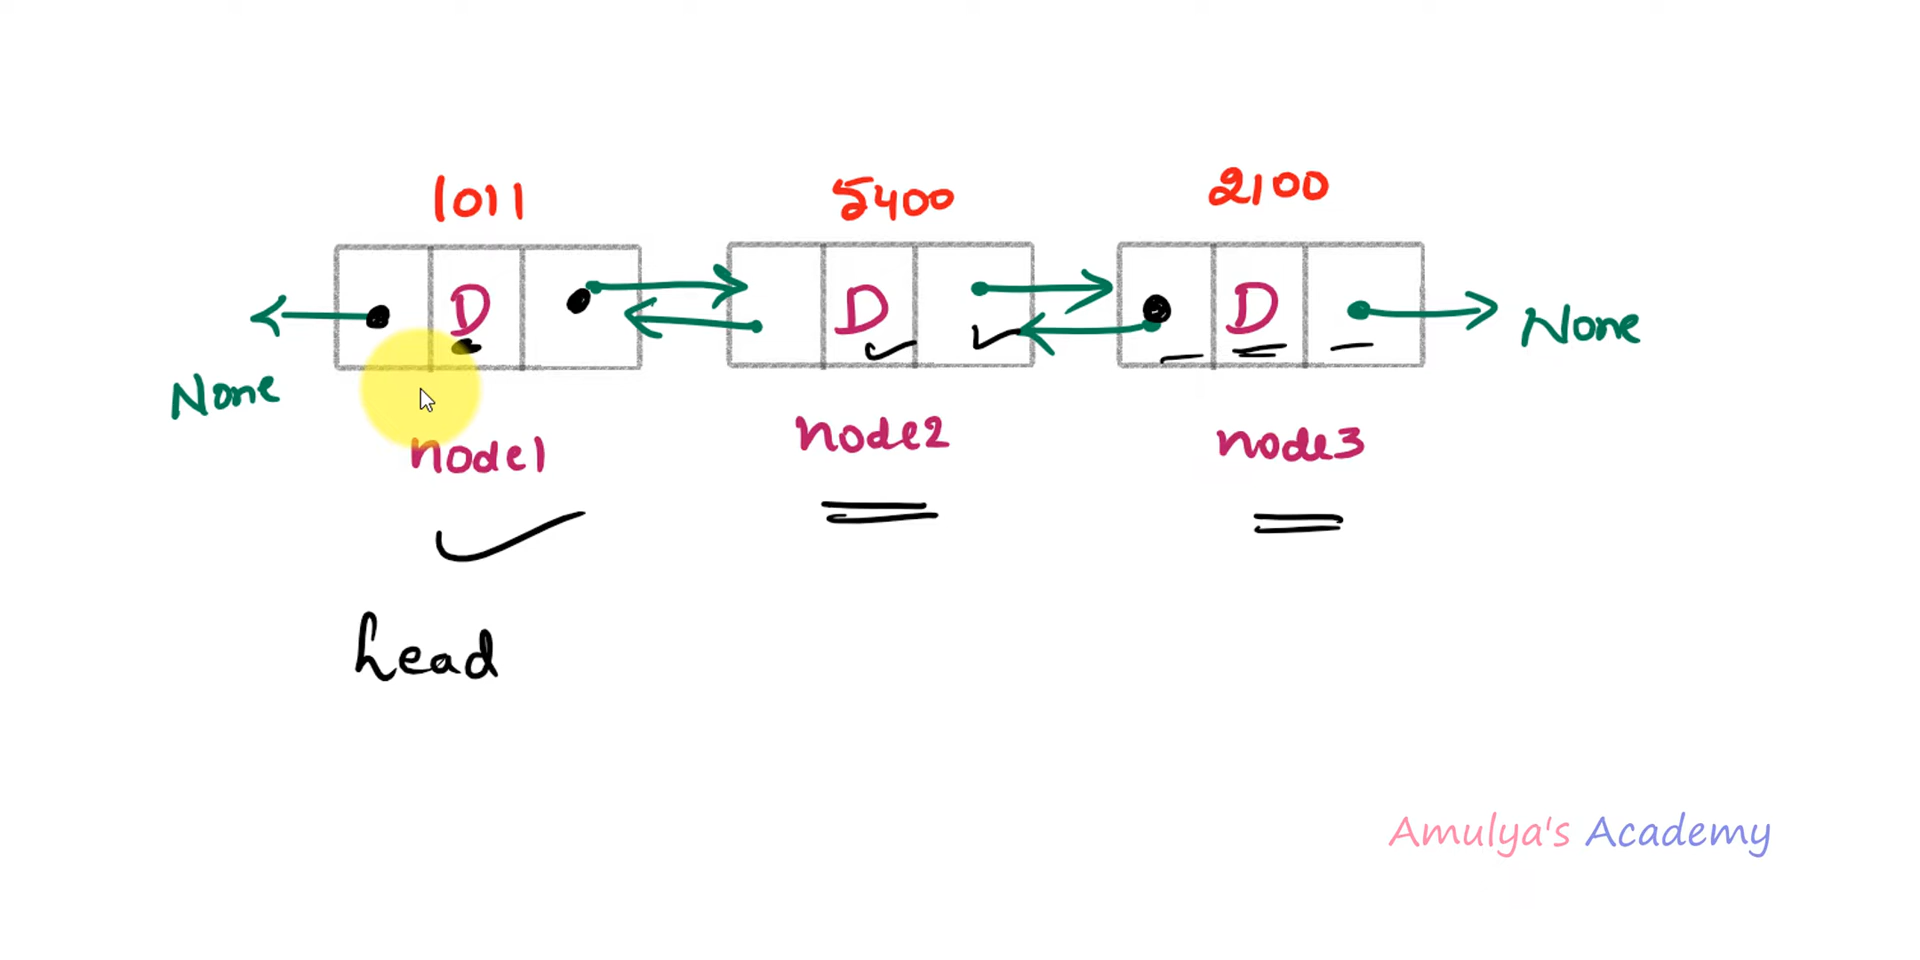 1011 5400 2100
D D D
None None
node1 node2 node3
head
Amulya's Academy